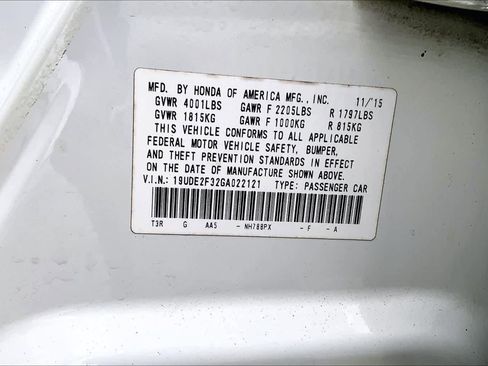 MFD. BY HONDA OF AMERICA MFG., INC. 11/'15
GVWR 4001LBS GAWR F 2205LBS R 1797LBS
GVWR 1815KG GAWR F 1000KG R 815KG
THIS VEHICLE CONFORMS TO ALL APPLICABLE
FEDERAL MOTOR VEHICLE SAFETY, BUMPER,
AND THEFT PREVENTION STANDARDS IN EFFECT
ON THE DATE OF MANUFACTURE SHOWN ABOVE.
V.I.N.: 19UDE2F32GA022121 TYPE: PASSENGER CAR
T3R G AA5 - NH788PX - F - A